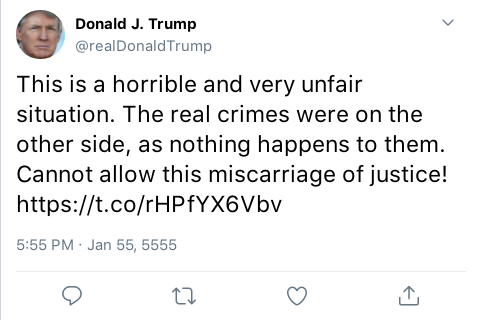 Donald J. Trump
@realDonaldTrump
This is a horrible and very unfair
situation. The real crimes were on the
other side, as nothing happens to them.
Cannot allow this miscarriage of justice!
https://t.co/rHPfYX6Vbv
5:55 PM · Jan 55, 5555